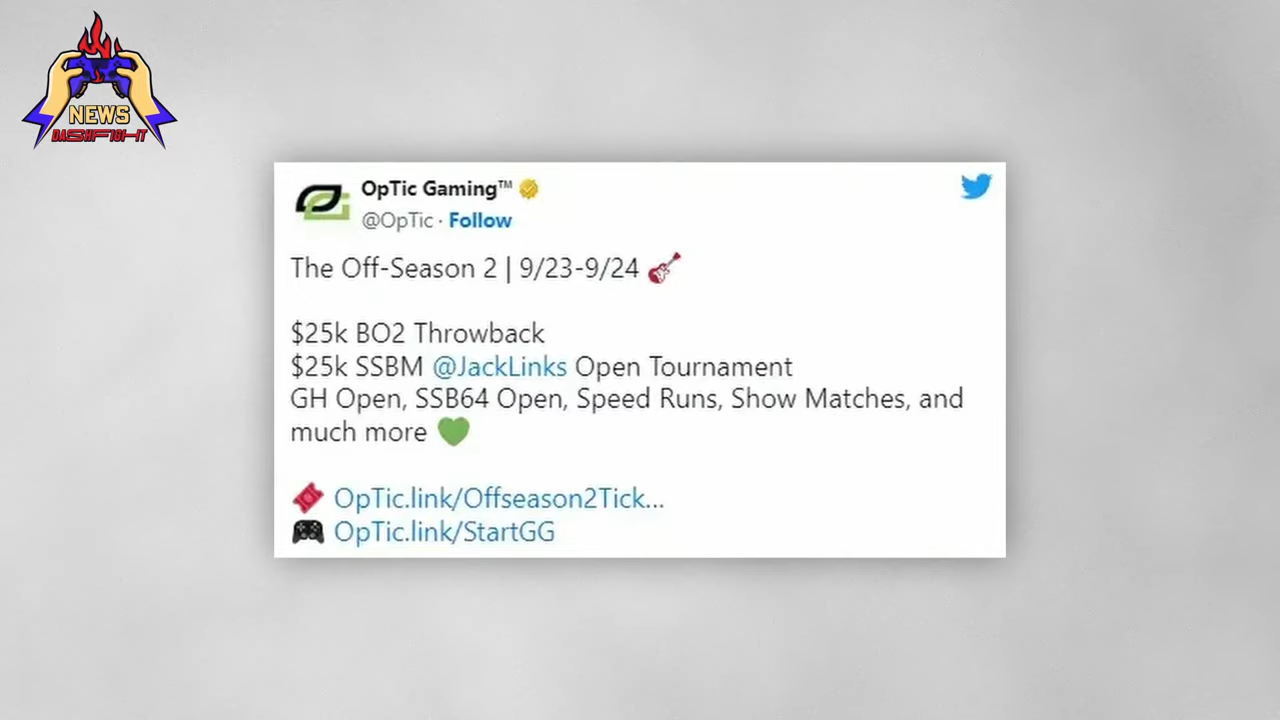 NEWS
DASHFIGHT
OpTic Gaming™
@OpTic · Follow
The Off-Season 2 | 9/23-9/24 🎸
$25k BO2 Throwback
$25k SSBM @JackLinks Open Tournament
GH Open, SSB64 Open, Speed Runs, Show Matches, and
much more 💚
🎟️ OpTic.link/Offseason2Tick…
🎮 OpTic.link/StartGG